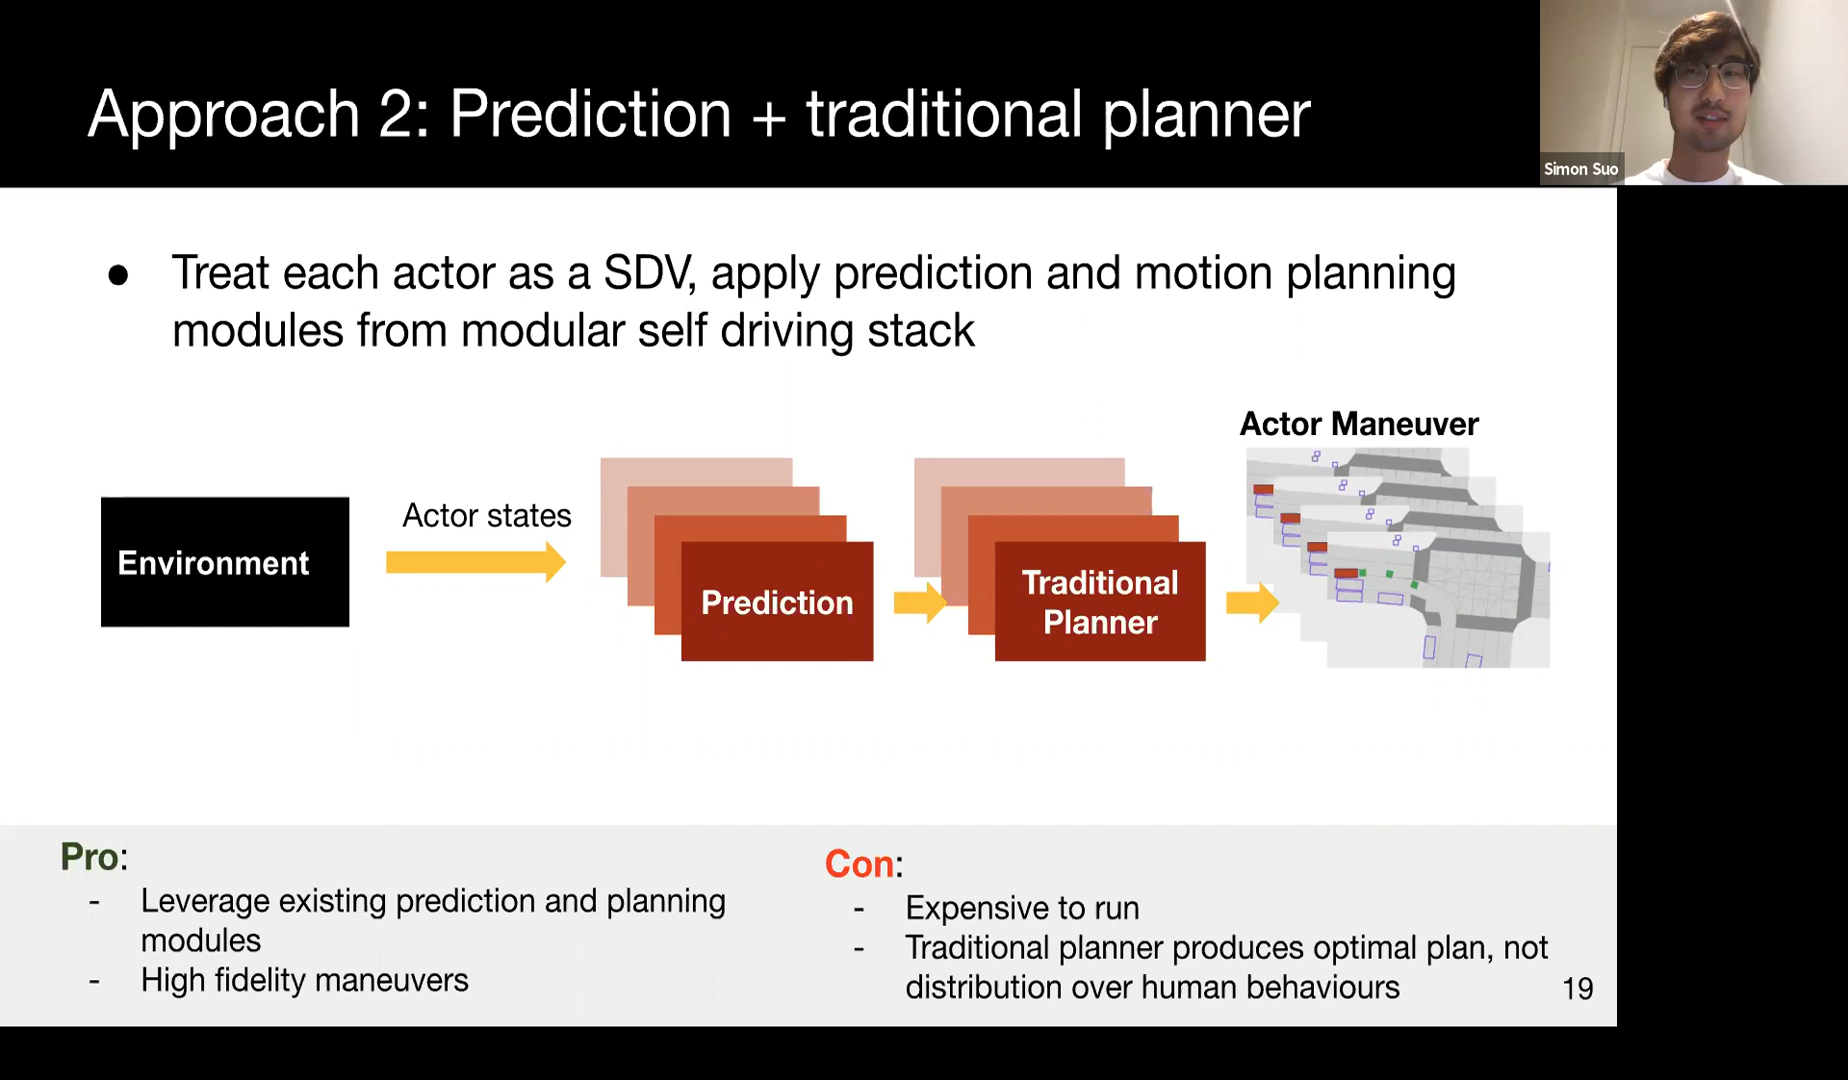 Approach 2: Prediction + traditional planner
Simon Suo
● Treat each actor as a SDV, apply prediction and motion planning
modules from modular self driving stack
Actor Maneuver
Environment
Actor states
Prediction
Traditional
Planner
Pro:
- Leverage existing prediction and planning
modules
- High fidelity maneuvers
Con:
- Expensive to run
- Traditional planner produces optimal plan, not
distribution over human behaviours
19